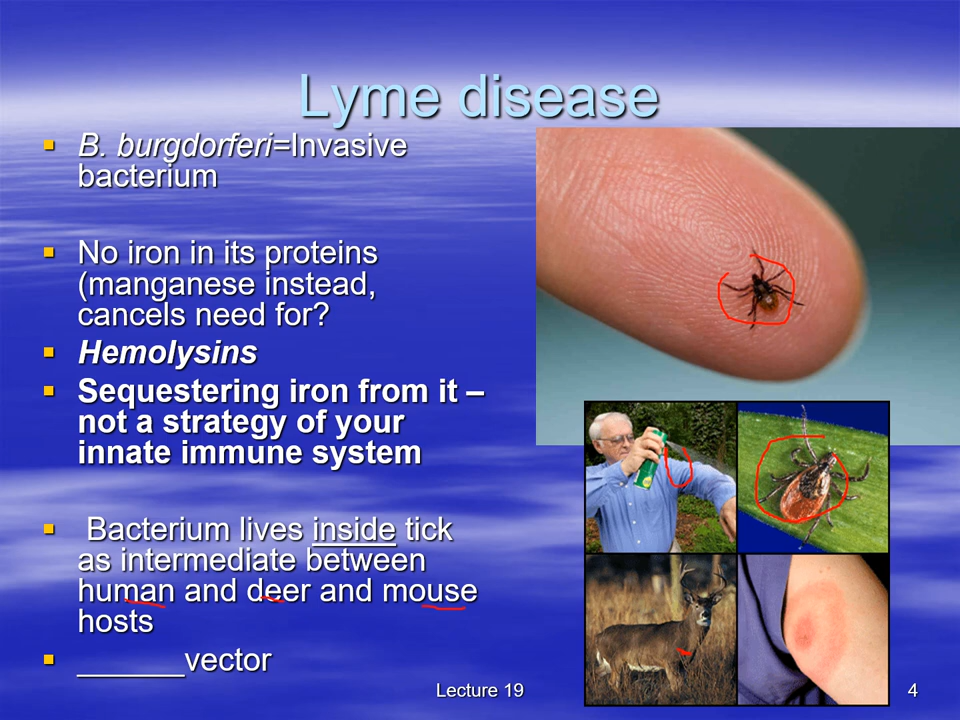 Lyme disease
B. burgdorferi=Invasive
bacterium
No iron in its proteins
(manganese instead,
cancels need for?
Hemolysins
Sequestering iron from it –
not a strategy of your
innate immune system
Bacterium lives inside tick
as intermediate between
human and deer and mouse
hosts
______vector
Lecture 19
4